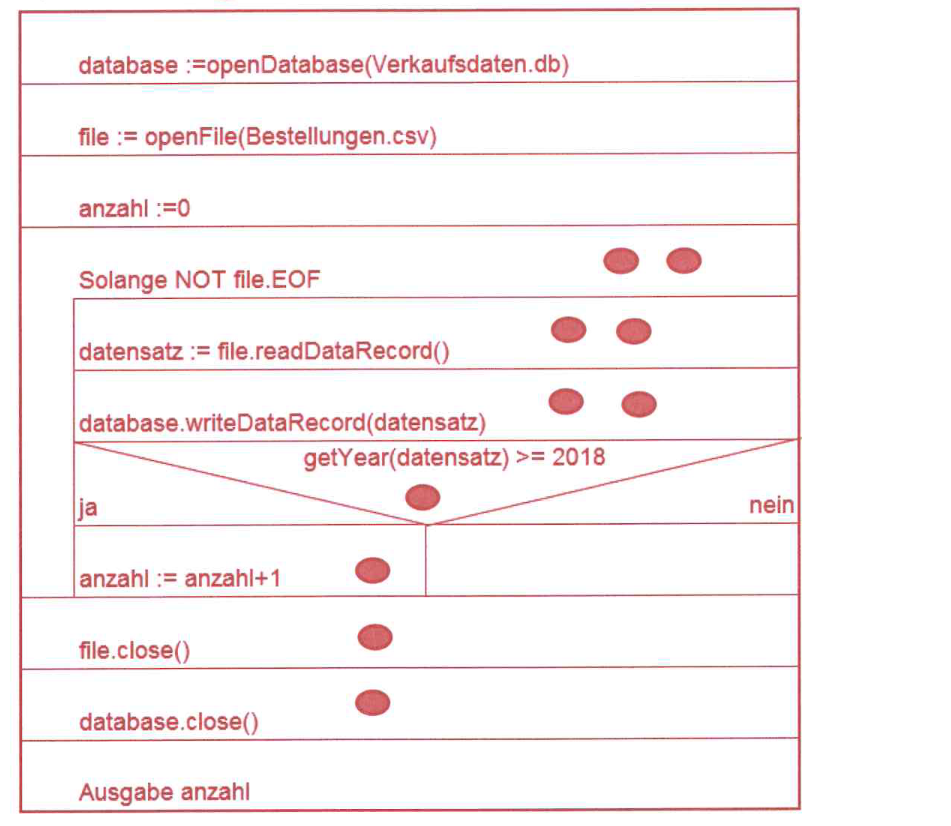 database :=openDatabase(Verkaufsdaten.db)
file := openFile(Bestellungen.csv)
anzahl :=0
Solange NOT file.EOF
datensatz := file.readDataRecord()
database.writeDataRecord(datensatz)
getYear(datensatz) >= 2018
ja
nein
anzahl := anzahl+1
file.close()
database.close()
Ausgabe anzahl